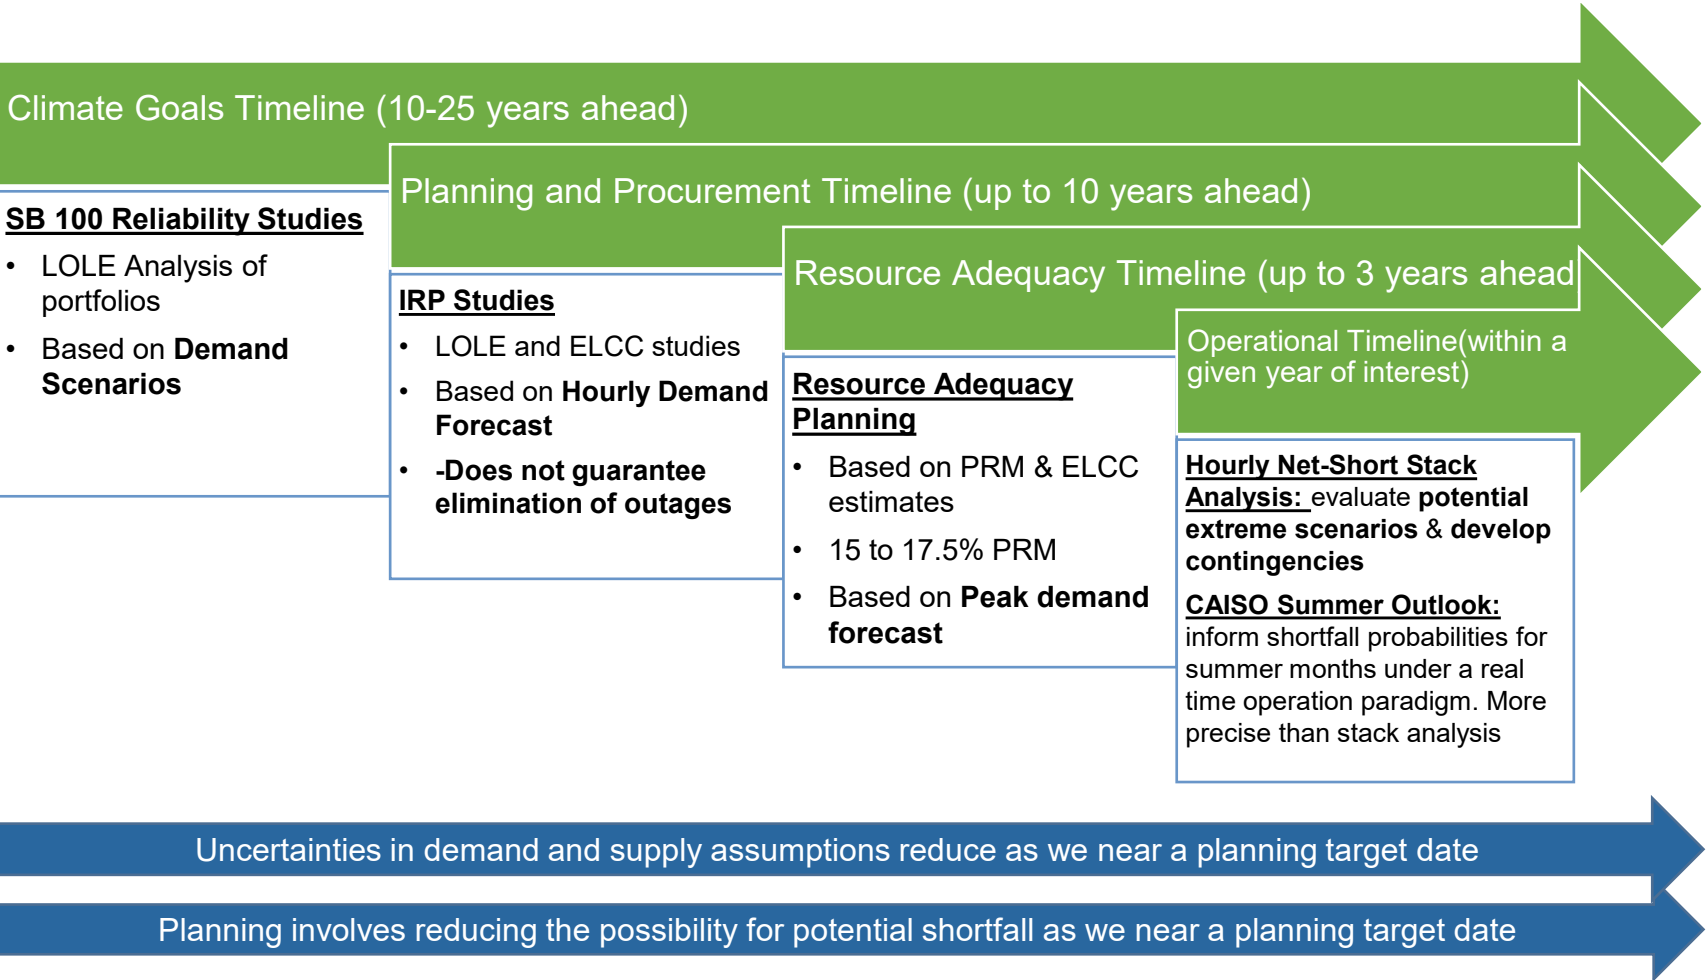 Climate Goals Timeline (10-25 years ahead)
SB 100 Reliability Studies
• LOLE Analysis of
portfolios
• Based on Demand
Scenarios
Planning and Procurement Timeline (up to 10 years ahead)
IRP Studies
• LOLE and ELCC studies
• Based on Hourly Demand
Forecast
• -Does not guarantee
elimination of outages
Resource Adequacy Timeline (up to 3 years ahead
Resource Adequacy
Planning
• Based on PRM & ELCC
estimates
• 15 to 17.5% PRM
• Based on Peak demand
forecast
Operational Timeline(within a
given year of interest)
Hourly Net-Short Stack
Analysis: evaluate potential
extreme scenarios & develop
contingencies
CAISO Summer Outlook:
inform shortfall probabilities for
summer months under a real
time operation paradigm. More
precise than stack analysis
Uncertainties in demand and supply assumptions reduce as we near a planning target date
Planning involves reducing the possibility for potential shortfall as we near a planning target date